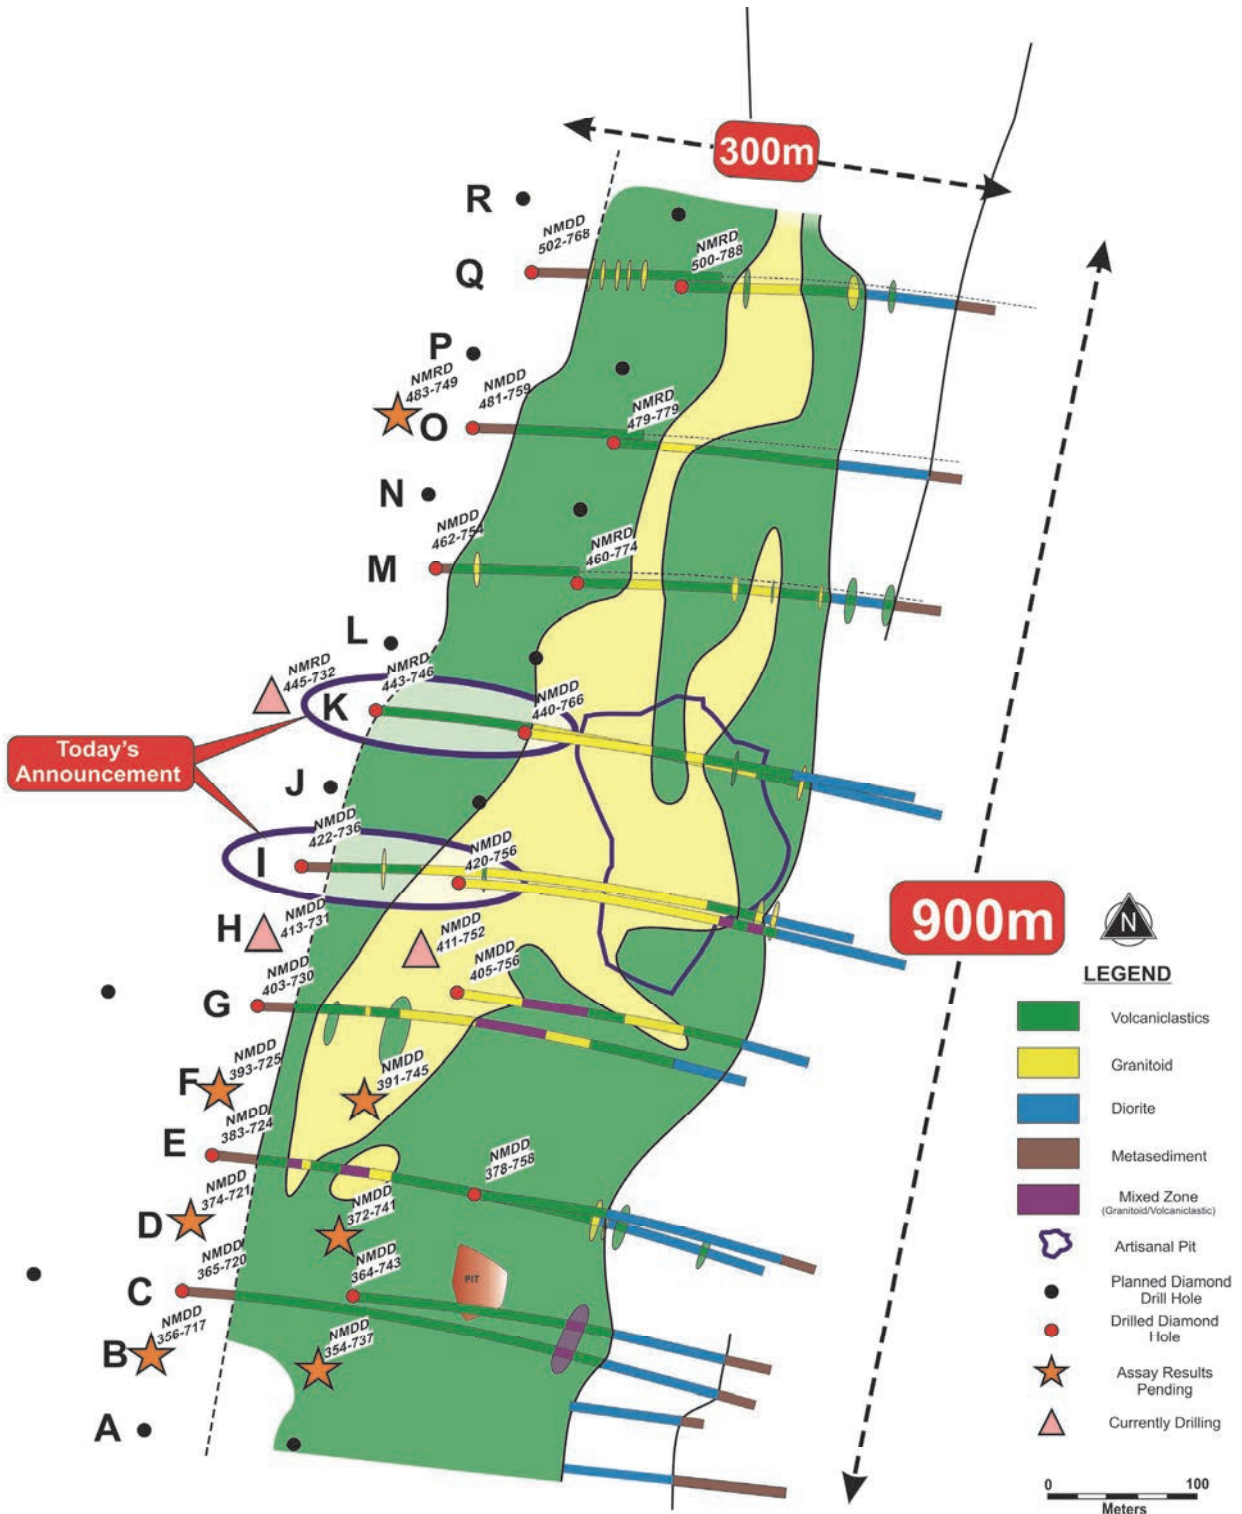 300m
R
NMDD
502-768
NMRD
500-788
Q
P
NMRD
483-749
NMDD
481-759
NMRD
479-779
O
N
NMDD
462-754
NMRD
460-774
M
L
NMRD
445-732
NMRD
443-746
K
NMDD
440-766
Today's
Announcement
J
NMDD
422-736
I
NMDD
420-756
900m
NMDD
413-731
H
NMDD
411-752
NMDD
403-730
NMDD
405-756
G
NMDD
393-725
F
NMDD
391-745
NMDD
383-724
E
NMDD
378-758
NMDD
374-721
D
NMDD
372-741
NMDD
365-720
NMDD
364-743
C
PIT
NMDD
356-717
B
NMDD
354-737
A
N
LEGEND
Volcaniclastics
Granitoid
Diorite
Metasediment
Mixed Zone
(Granitoid/Volcaniclastic)
Artisanal Pit
Planned Diamond
Drill Hole
Drilled Diamond
Hole
Assay Results
Pending
Currently Drilling
0 100
Meters